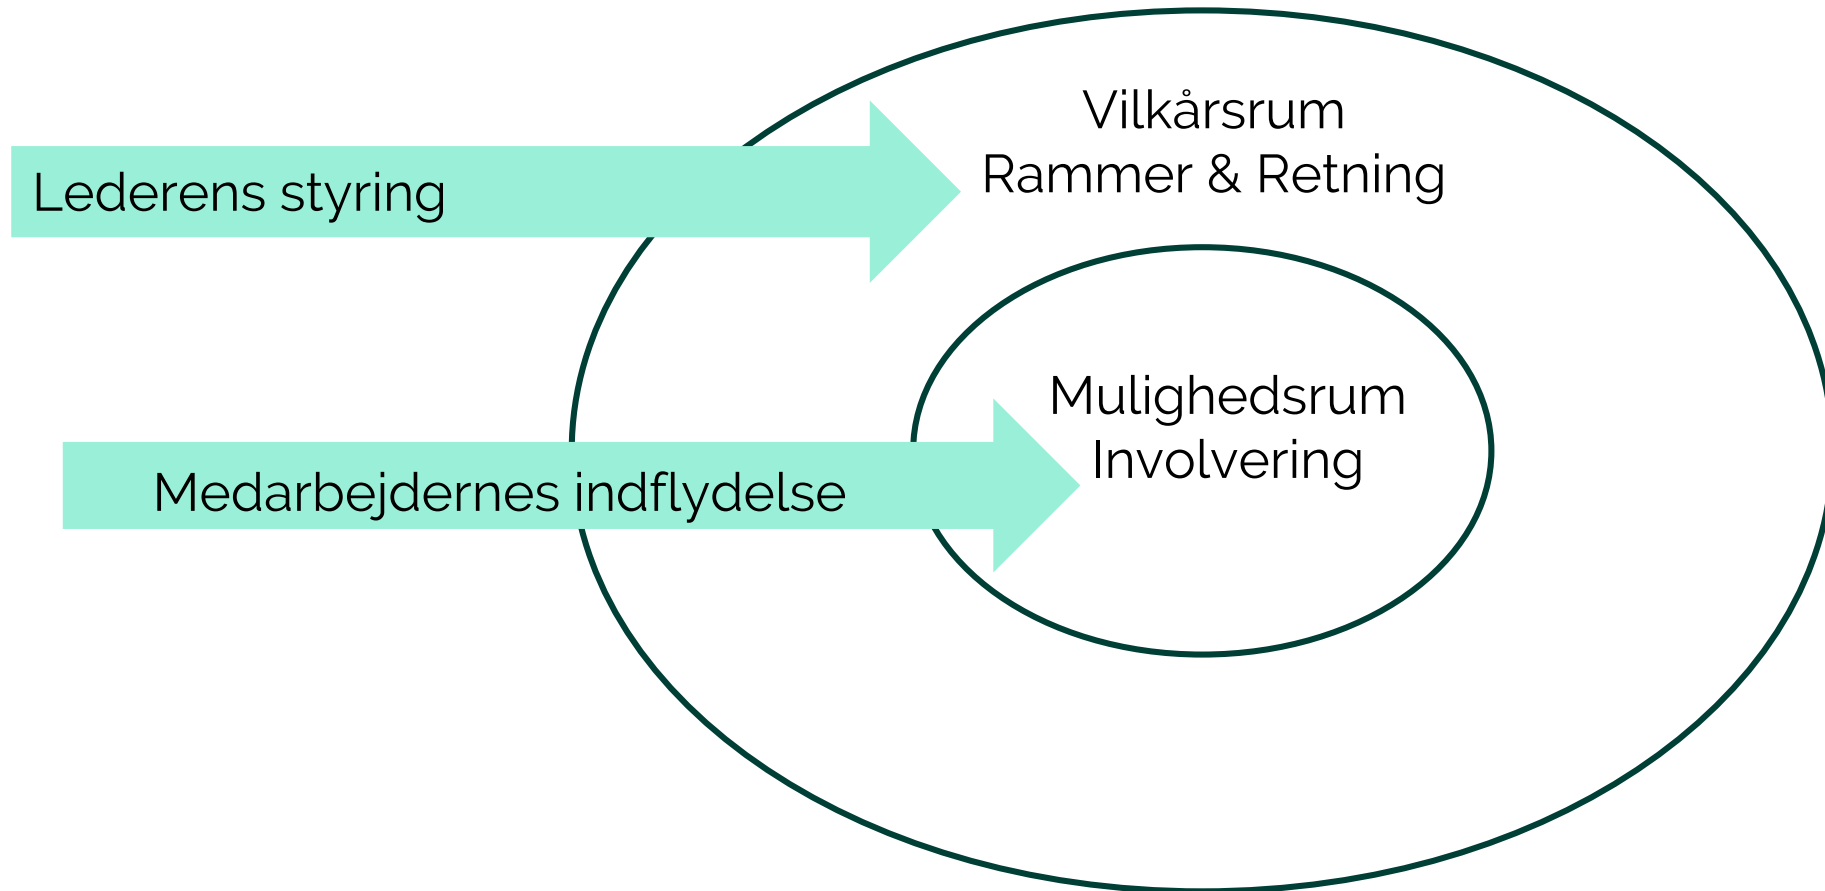 Vilkårsrum
Rammer & Retning
Lederens styring
Mulighedsrum
Involvering
Medarbejdernes indflydelse